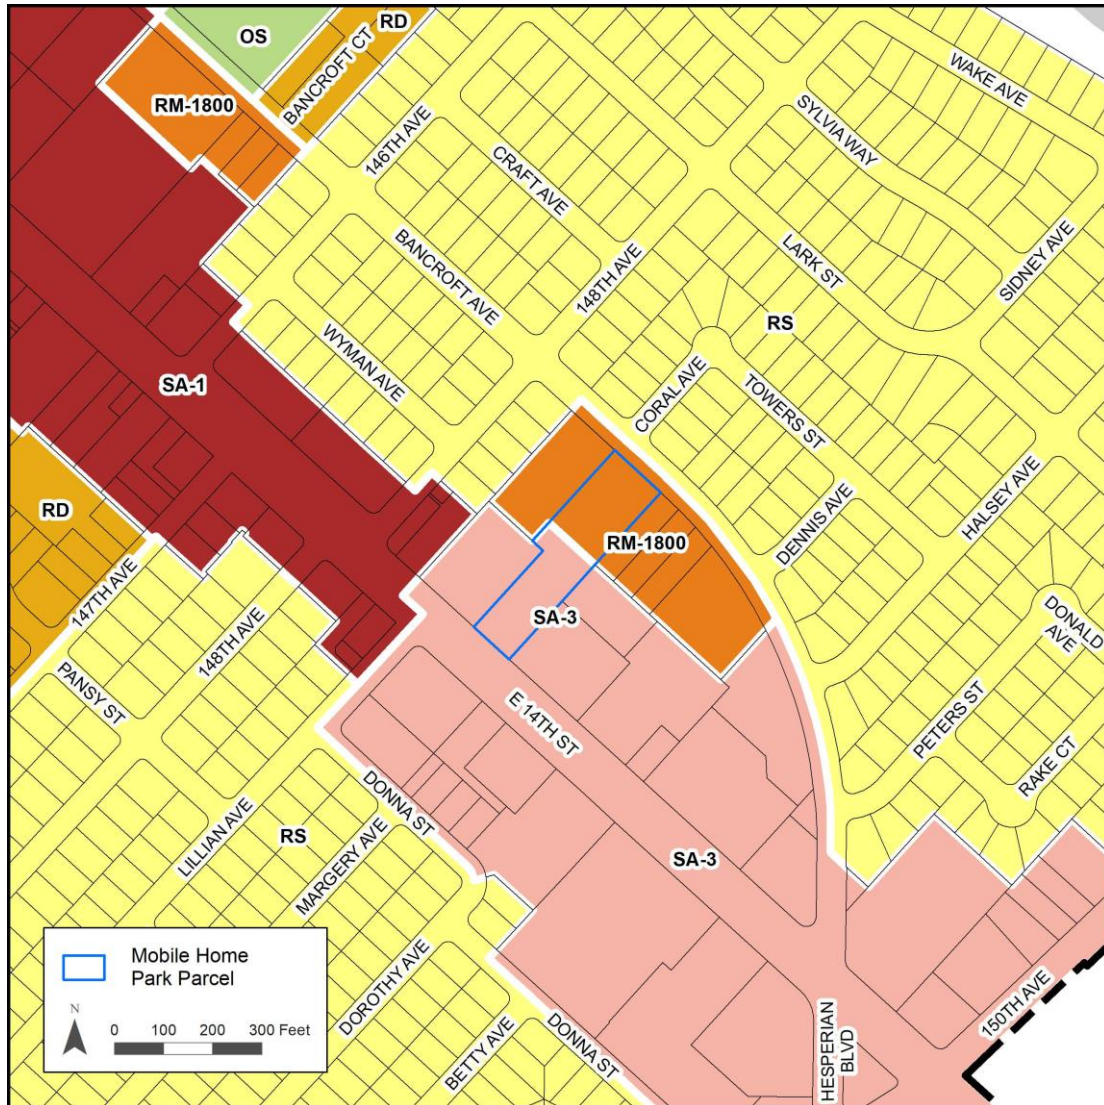 OS
RD
BANCROFT CT
RM-1800
WAKE AVE
146TH AVE
SYLVIA WAY
CRAFT AVE
BANCROFT AVE
148TH AVE
LARK ST
SIDNEY AVE
RS
WYMAN AVE
SA-1
CORAL AVE
TOWERS ST
HALSEY AVE
RD
DENNIS AVE
RM-1800
147TH AVE
148TH AVE
SA-3
DONALD
AVE
PANSY ST
E 14TH ST
PETERS ST
RAKE CT
LILLIAN AVE
RS
DONNA ST
MARGERY AVE
SA-3
Mobile Home
Park Parcel
N
0 100 200 300 Feet
DOROTHY AVE
BETTY AVE
DONNA ST
HESPERIAN
BLVD
150TH AVE